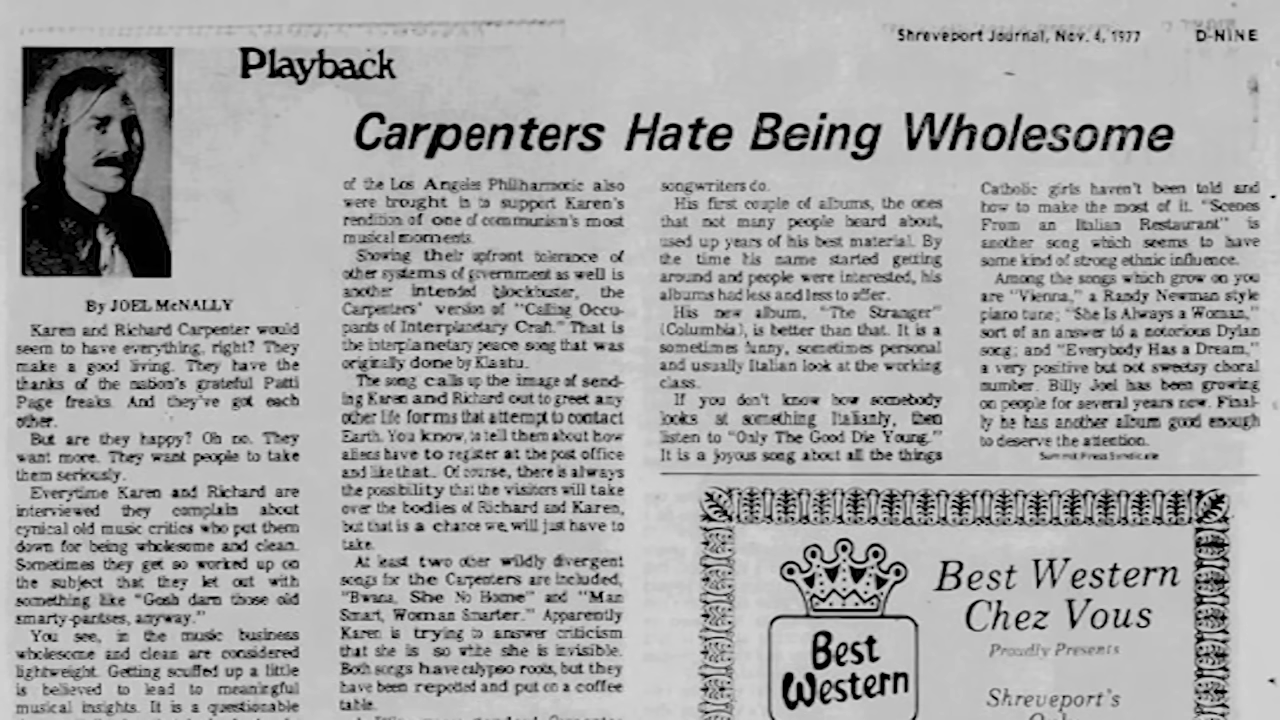 Shreveport Journal, Nov. 4, 1977 D-NINE
Playback
Carpenters Hate Being Wholesome
By JOEL McNALLY
Karen and Richard Carpenter would
seem to have everything, right? They
make a good living. They have the
thanks of the nation's grateful Patti
Page freaks. And they've got each
other.
But are they happy? Oh no. They
want more. They want people to take
them seriously.
Everytime Karen and Richard are
interviewed they complain about
cynical old music critics who put them
down for being wholesome and clean.
Sometimes they get so worked up on
the subject that they let out with
something like "Gosh darn those old
smarty-pantses, anyway."
You see, in the music business
wholesome and clean are considered
lightweight. Getting scuffed up a little
is believed to lead to meaningful
musical insights. It is a questionable
of the Los Angeles Philharmonic also
were brought in to support Karen's
rendition of one of communism's most
musical moments.
Showing their upfront tolerance of
other systems of government as well is
another intended blockbuster, the
Carpenters' version of "Calling Occu-
pants of Interplanetary Craft." That is
the interplanetary peace song that was
originally done by Klaatu.
The song calls up the image of send-
ing Karen and Richard out to greet any
other life forms that attempt to contact
Earth. You know, to tell them about how
aliens have to register at the post office
and like that. Of course, there is always
the possibility that the visitors will take
over the bodies of Richard and Karen,
but that is a chance we will just have to
take.
At least two other wildly divergent
songs for the Carpenters are included,
"Bwana, She No Home" and "Man
Smart, Woman Smarter." Apparently
Karen is trying to answer criticism
that she is so white she is invisible.
Both songs have calypso roots, but they
have been repotted and put on a coffee
table.
songwriters do.
His first couple of albums, the ones
that not many people heard about,
used up years of his best material. By
the time his name started getting
around and people were interested, his
albums had less and less to offer.
His new album, "The Stranger"
(Columbia), is better than that. It is a
sometimes funny, sometimes personal
and usually Italian look at the working
class.
If you don't know how somebody
looks at something Italianly, then
listen to "Only The Good Die Young."
It is a joyous song about all the things
Catholic girls haven't been told and
how to make the most of it. "Scenes
From an Italian Restaurant" is
another song which seems to have
some kind of strong ethnic influence.
Among the songs which grow on you
are "Vienna," a Randy Newman style
piano tune; "She Is Always a Woman,"
sort of an answer to a notorious Dylan
song; and "Everybody Has a Dream,"
a very positive but not sweetsy choral
number. Billy Joel has been growing
on people for several years now. Final-
ly he has another album good enough
to deserve the attention.
Summit Press Syndicate
Best
Western
Best Western
Chez Vous
Proudly Presents
Shreveport's